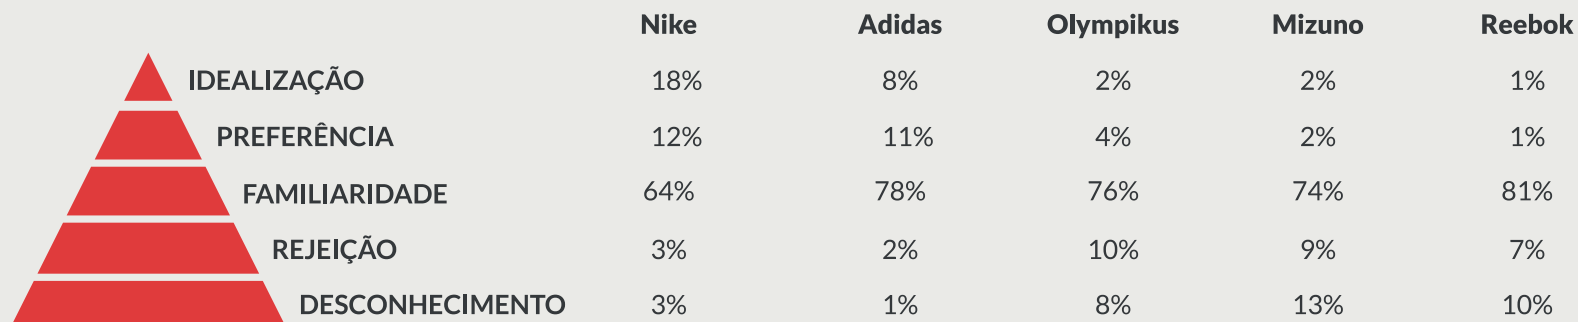 Nike Adidas Olympikus Mizuno Reebok
IDEALIZAÇÃO 18% 8% 2% 2% 1%
PREFERÊNCIA 12% 11% 4% 2% 1%
FAMILIARIDADE 64% 78% 76% 74% 81%
REJEIÇÃO 3% 2% 10% 9% 7%
DESCONHECIMENTO 3% 1% 8% 13% 10%